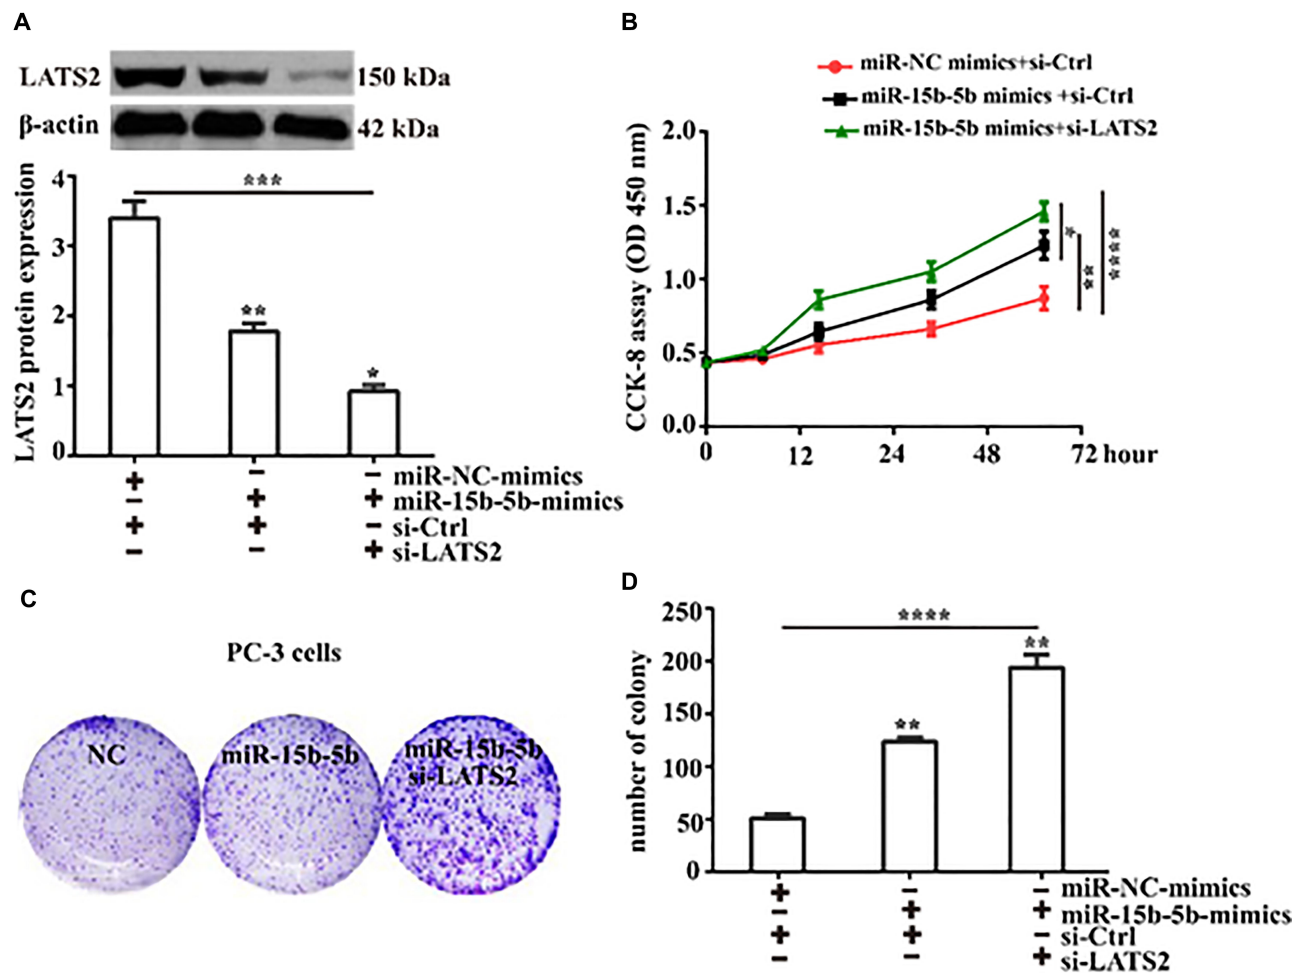 A
LATS2
150 kDa
β-actin
42 kDa
LATS2 protein expression
4
3
2
1
0
***
**
*
+ - - miR-NC-mimics
- + + miR-15b-5b-mimics
+ + - si-Ctrl
- - + si-LATS2
B
miR-NC mimics+si-Ctrl
miR-15b-5b mimics +si-Ctrl
miR-15b-5b mimics+si-LATS2
CCK-8 assay (OD 450 nm)
2.0
1.5
1.0
0.5
0.0
*
**
****
0 12 24 48 72 hour
C
PC-3 cells
NC
miR-15b-5b
miR-15b-5b
si-LATS2
D
number of colony
250
200
150
100
50
0
****
**
**
+ - - miR-NC-mimics
- + + miR-15b-5b-mimics
+ + - si-Ctrl
- - + si-LATS2